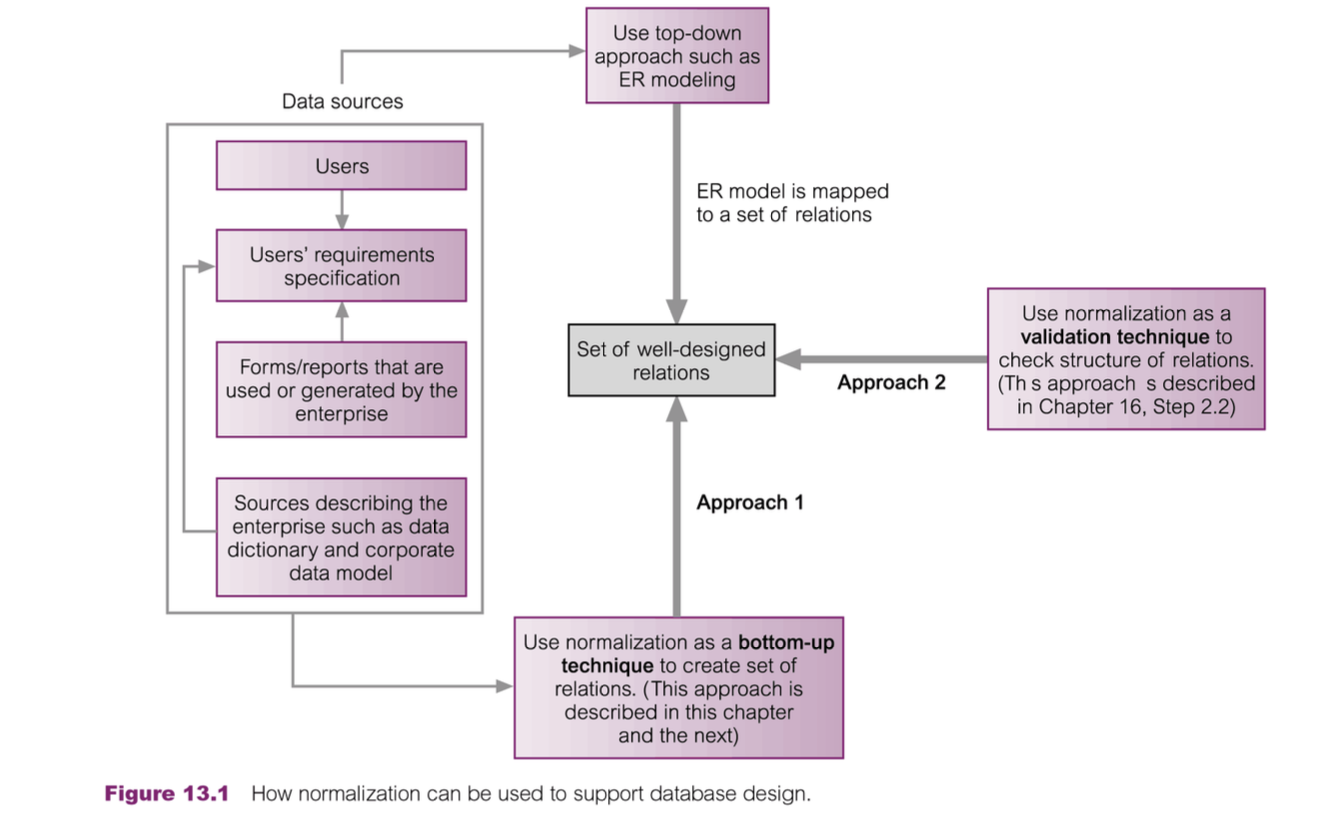 Use top-down
approach such as
ER modeling
Data sources
Users
Users' requirements
specification
Forms/reports that are
used or generated by the
enterprise
Sources describing the
enterprise such as data
dictionary and corporate
data model
ER model is mapped
to a set of relations
Set of well-designed
relations
Approach 2
Use normalization as a
validation technique to
check structure of relations.
(Th s approach s described
in Chapter 16, Step 2.2)
Approach 1
Use normalization as a bottom-up
technique to create set of
relations. (This approach is
described in this chapter
and the next)
Figure 13.1 How normalization can be used to support database design.